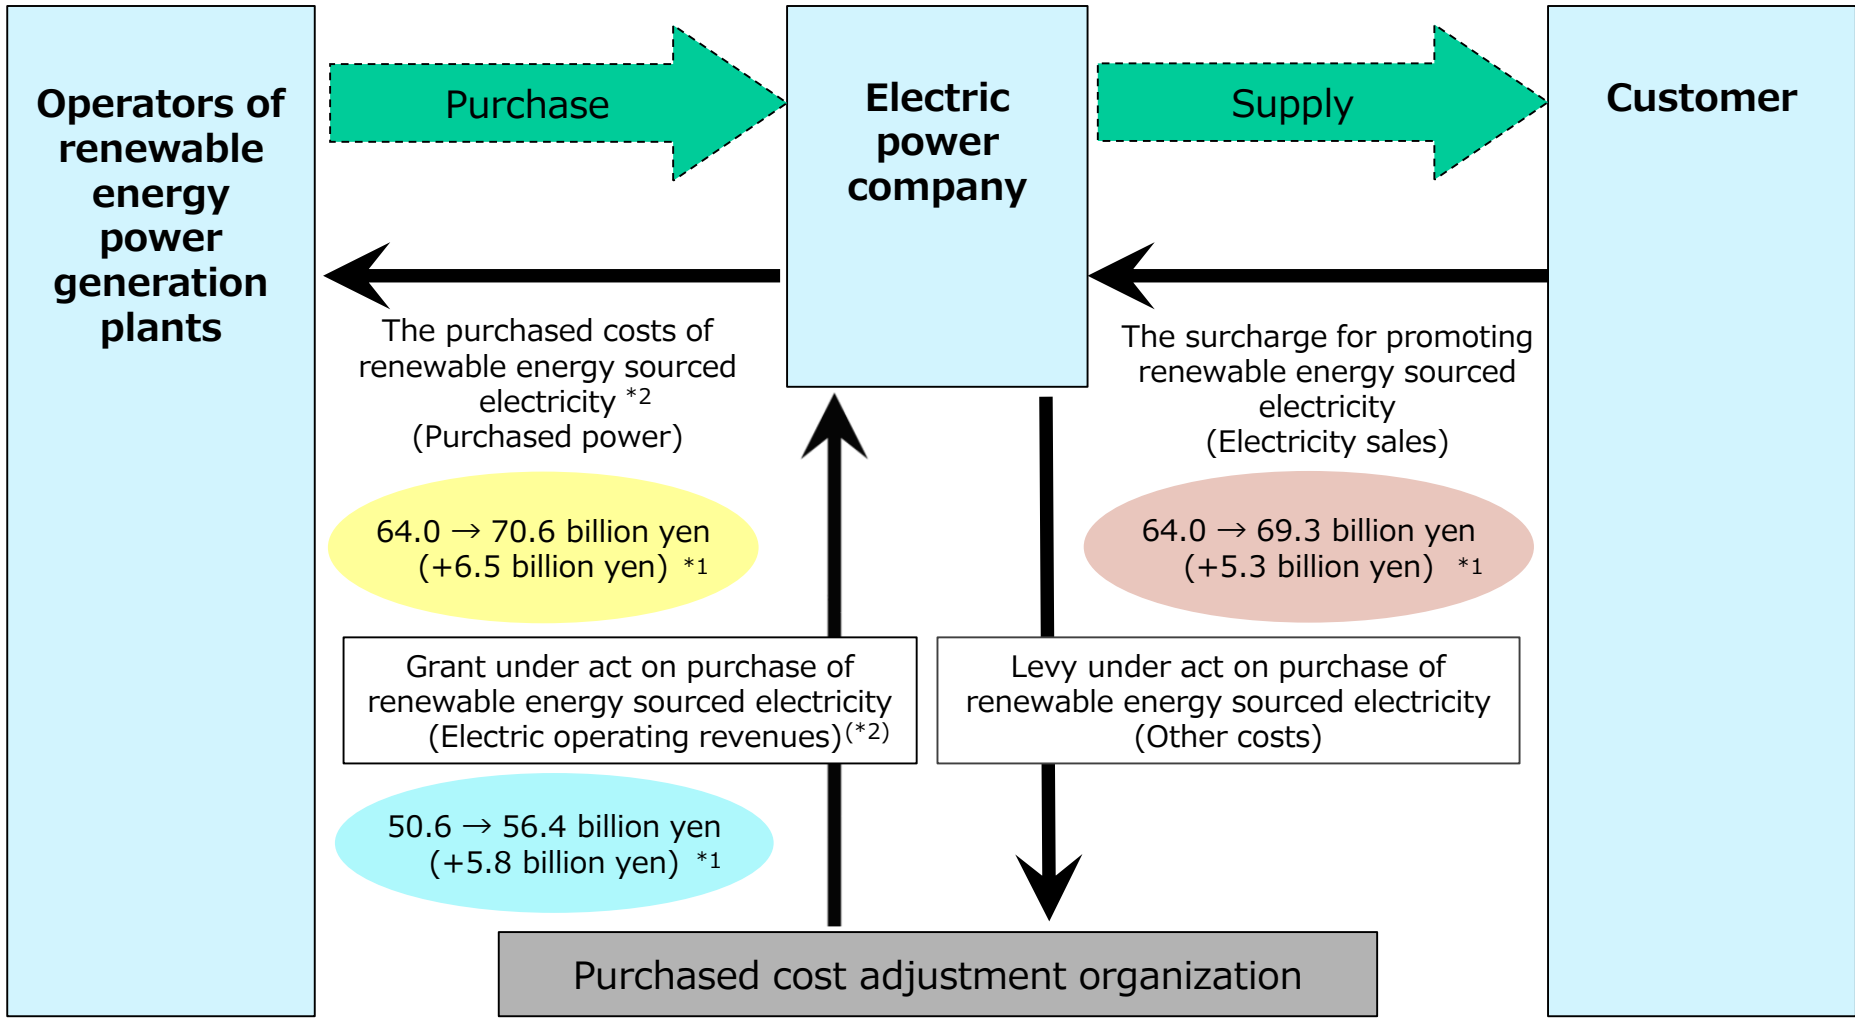 Operators of
renewable
energy
power
generation
plants
Purchase
Electric
power
company
Supply
Customer
The purchased costs of
renewable energy sourced
electricity *2
(Purchased power)
64.0 → 70.6 billion yen
(+6.5 billion yen) *1
The surcharge for promoting
renewable energy sourced
electricity
(Electricity sales)
64.0 → 69.3 billion yen
(+5.3 billion yen) *1
Grant under act on purchase of
renewable energy sourced electricity
(Electric operating revenues)(*2)
50.6 → 56.4 billion yen
(+5.8 billion yen) *1
Levy under act on purchase of
renewable energy sourced electricity
(Other costs)
Purchased cost adjustment organization